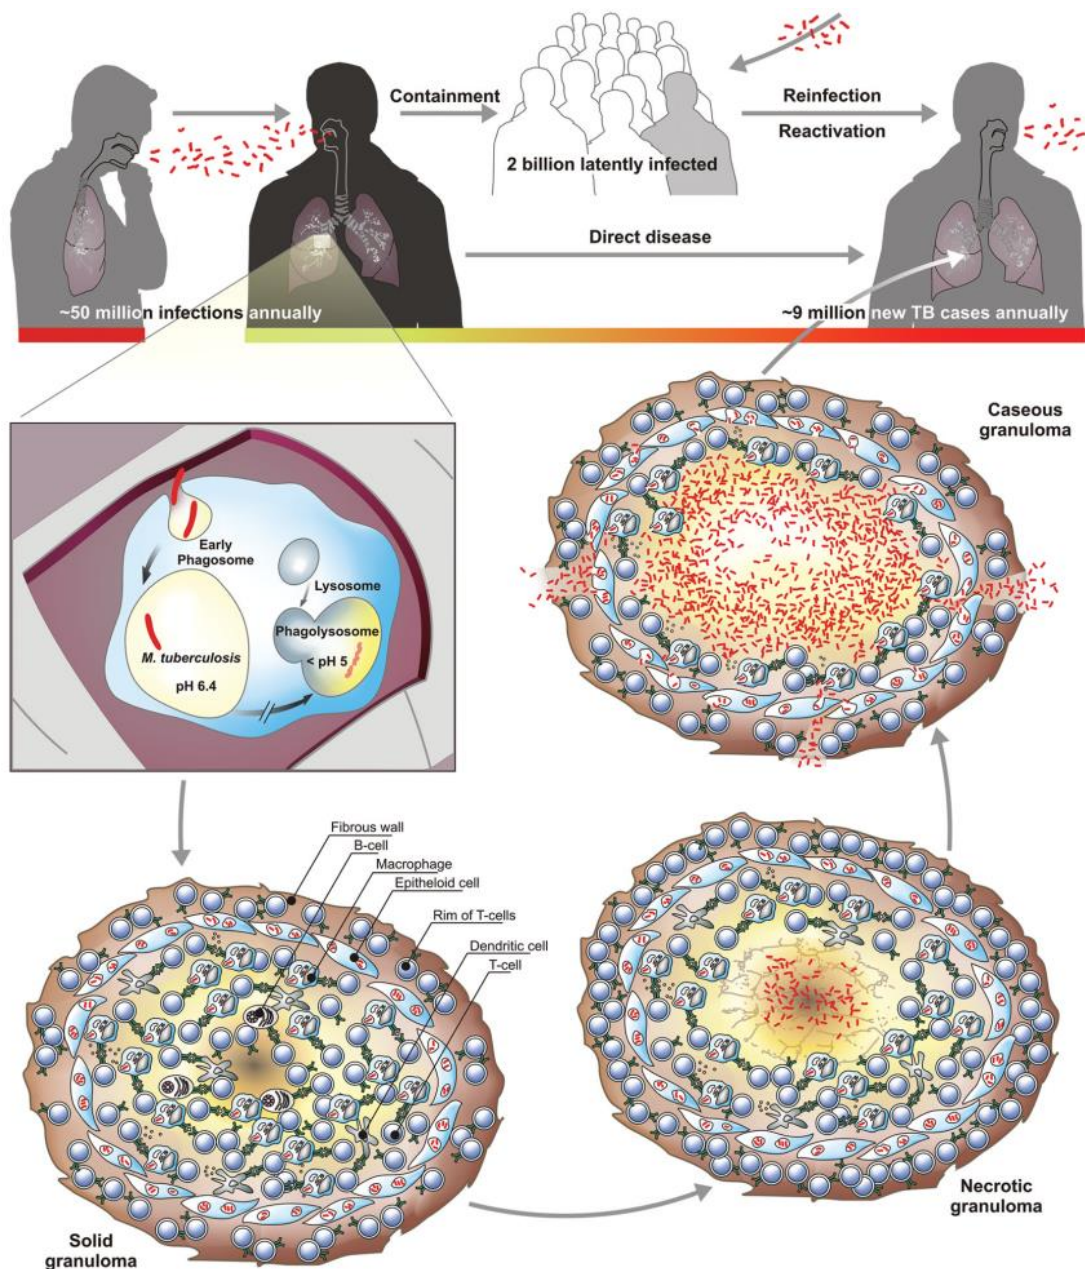 Containment
2 billion latently infected
Reinfection
Reactivation
Direct disease
~50 million infections annually
~9 million new TB cases annually
Early
Phagosome
Lysosome
Phagolysosome
< pH 5
M. tuberculosis
pH 6.4
Caseous
granuloma
Fibrous wall
B-cell
Macrophage
Epitheloid cell
Rim of T-cells
Dendritic cell
T-cell
Solid
granuloma
Necrotic
granuloma